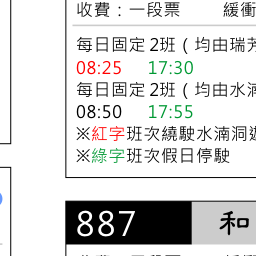 收費：一段票 緩衝
每日固定 2班（均由瑞芳
08:25 17:30
每日固定 2班（均由水湳
08:50 17:55
※紅字班次繞駛水湳洞遊
※綠字班次假日停駛
887 和